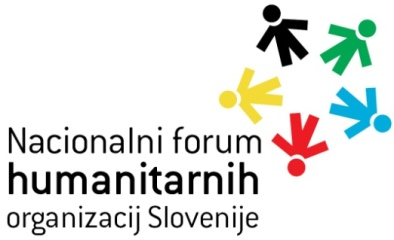 Nacionalni forum
humanitarnih
organizacij Slovenije